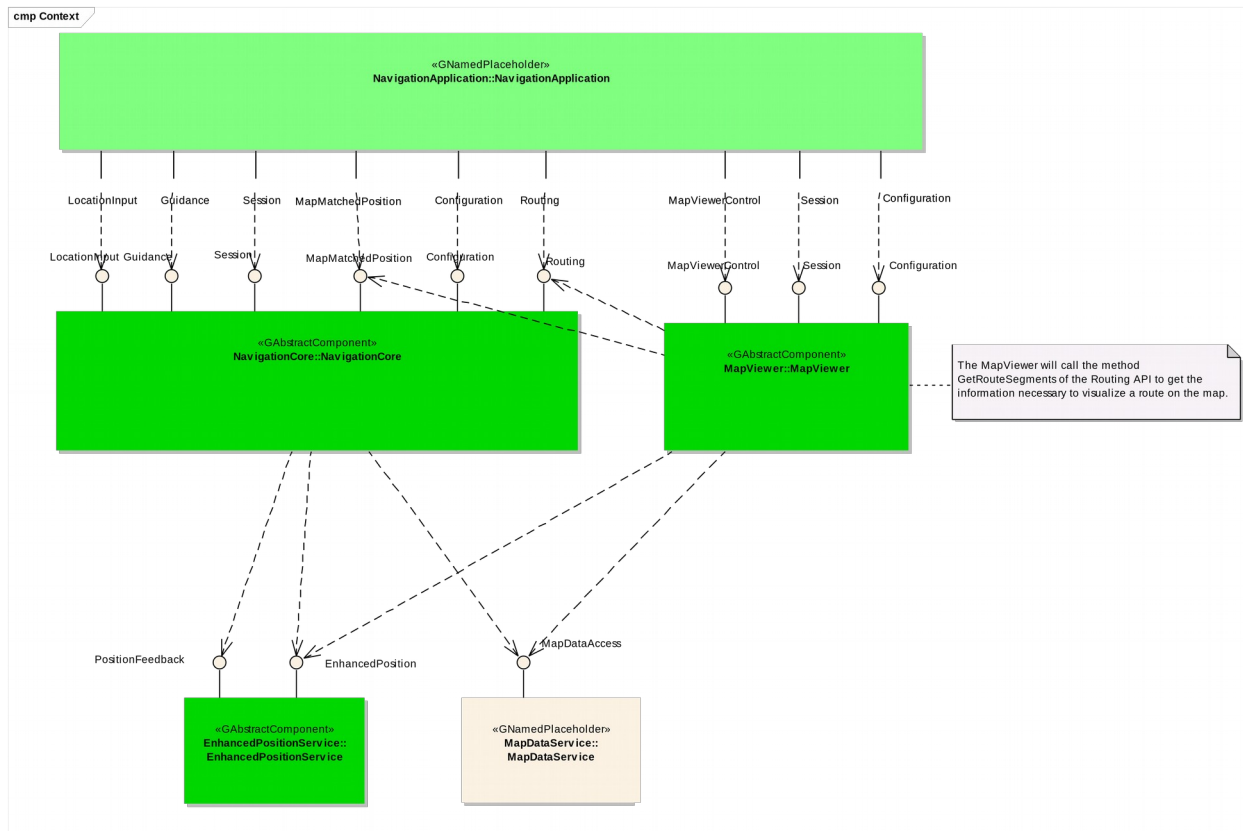 cmp Context
«GNamedPlaceholder»
NavigationApplication::NavigationApplication
LocationInput
Guidance
Session
MapMatchedPosition
Configuration
Routing
MapViewerControl
Session
Configuration
LocationInput
Guidance
Session
MapMatchedPosition
Configuration
Routing
MapViewerControl
Session
Configuration
«GAbstractComponent»
NavigationCore::NavigationCore
«GAbstractComponent»
MapViewer::MapViewer
The MapViewer will call the method
GetRouteSegments of the Routing API to get the
information necessary to visualize a route on the map.
PositionFeedback
EnhancedPosition
MapDataAccess
«GAbstractComponent»
EnhancedPositionService::
EnhancedPositionService
«GNamedPlaceholder»
MapDataService::
MapDataService